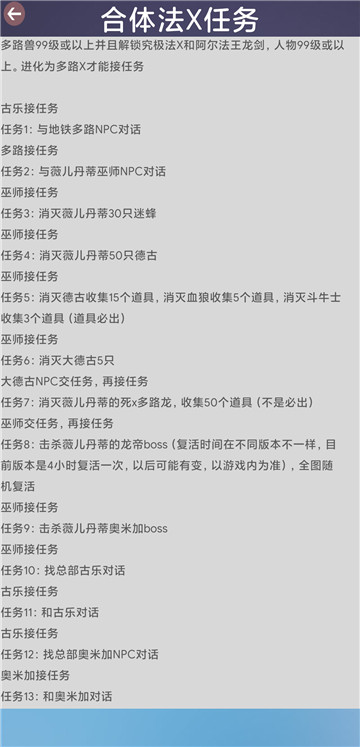 合体法X任务
多路兽99级或以上并且解锁究极法X和阿尔法王龙剑, 人物99级或以
上。进化为多路X才能接任务
古乐接任务
任务1: 与地铁多路NPC对话
多路接任务
任务2: 与薇儿丹蒂巫师NPC对话
巫师接任务
任务3: 消灭薇儿丹蒂30只迷蜂
巫师接任务
任务4: 消灭薇儿丹蒂50只德古
巫师接任务
任务5: 消灭德古收集15个道具, 消灭血狼收集5个道具, 消灭斗牛士
收集3个道具 (道具必出)
巫师接任务
任务6: 消灭大德古5只
大德古NPC交任务, 再接任务
任务7: 消灭薇儿丹蒂的死x多路龙, 收集50个道具 (不是必出)
巫师交任务, 再接任务
任务8: 击杀薇儿丹蒂的龙帝boss (复活时间在不同版本不一样, 目
前版本是4小时复活一次, 以后可能有变, 以游戏内为准) , 全图随
机复活
巫师接任务
任务9: 击杀薇儿丹蒂奥米加boss
巫师接任务
任务10: 找总部古乐对话
古乐接任务
任务11: 和古乐对话
古乐接任务
任务12: 找总部奥米加NPC对话
奥米加接任务
任务13: 和奥米加对话